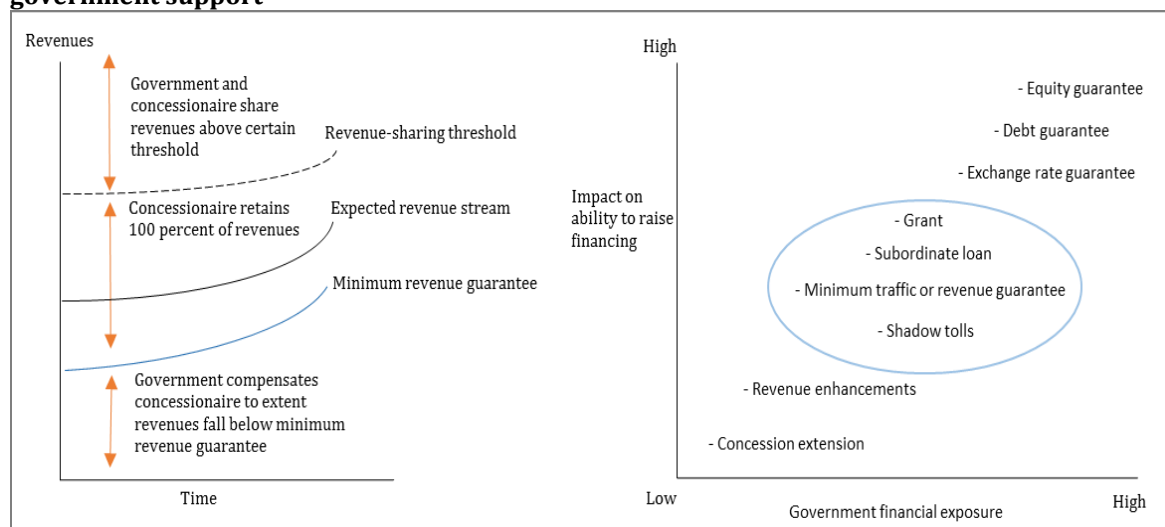 government support
Revenues
Government and
concessionaire share
revenues above certain
threshold
Revenue-sharing threshold
Concessionaire retains
100 percent of revenues
Expected revenue stream
Minimum revenue guarantee
Government compensates
concessionaire to extent
revenues fall below minimum
revenue guarantee
Time
High
- Equity guarantee
- Debt guarantee
- Exchange rate guarantee
Impact on
ability to raise
financing
- Grant
- Subordinate loan
- Minimum traffic or revenue guarantee
- Shadow tolls
- Revenue enhancements
- Concession extension
Low
Government financial exposure
High